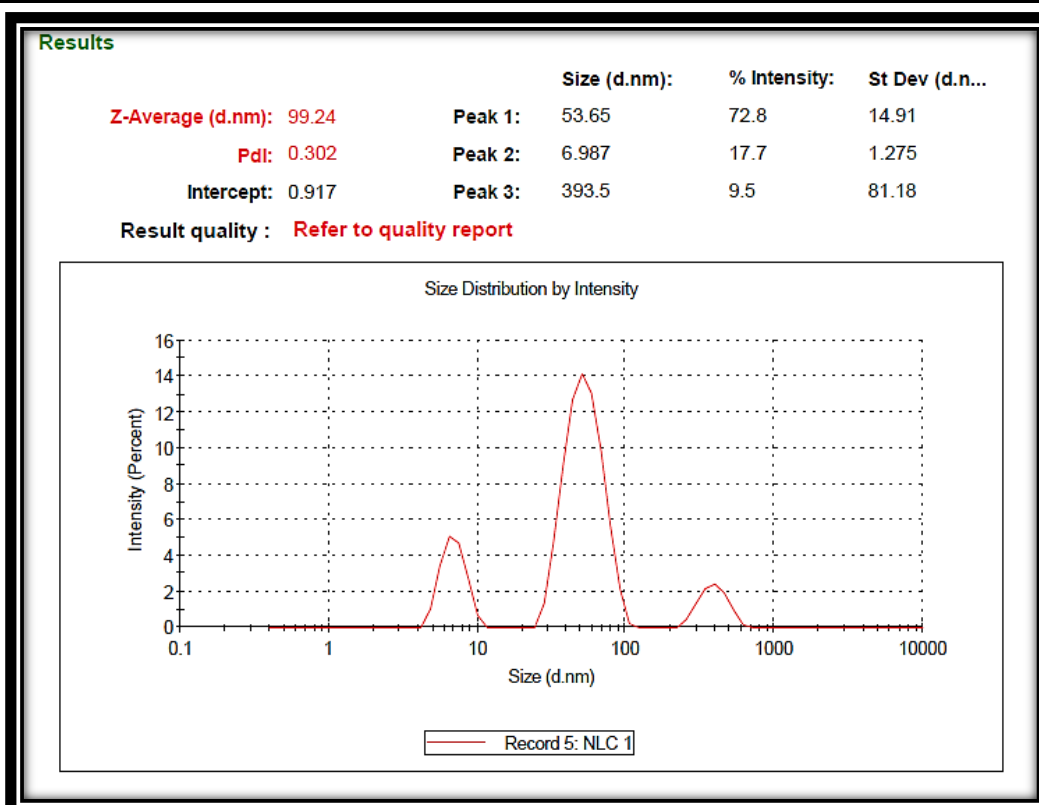 Results
Size (d.nm): % Intensity: St Dev (d.n...
Z-Average (d.nm): 99.24 Peak 1: 53.65 72.8 14.91
PdI: 0.302 Peak 2: 6.987 17.7 1.275
Intercept: 0.917 Peak 3: 393.5 9.5 81.18
Result quality : Refer to quality report
Size Distribution by Intensity
Intensity (Percent)
16
14
12
10
8
6
4
2
0
0.1 1 10 100 1000 10000
Size (d.nm)
Record 5: NLC 1